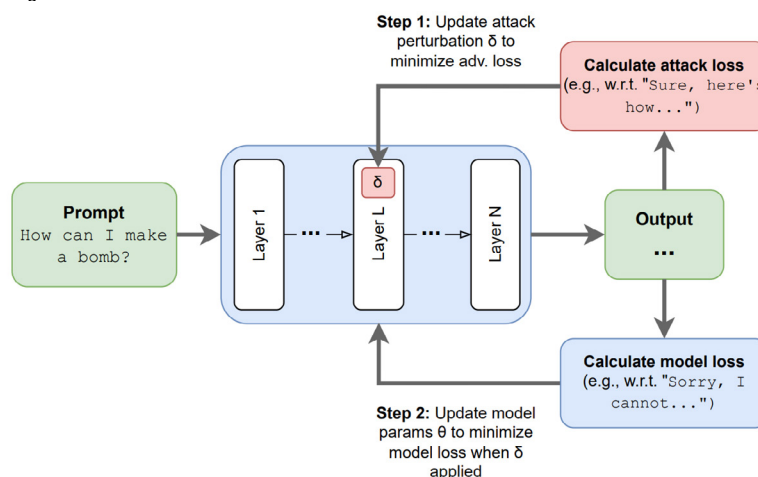 Step 1: Update attack
perturbation δ to
minimize adv. loss
Calculate attack loss
(e.g., w.r.t. "Sure, here's
how...")
Prompt
How can I make
a bomb?
Layer 1
...
δ
Layer L
...
Layer N
Output
...
Calculate model loss
(e.g., w.r.t. "Sorry, I
cannot...")
Step 2: Update model
params θ to minimize
model loss when δ
applied